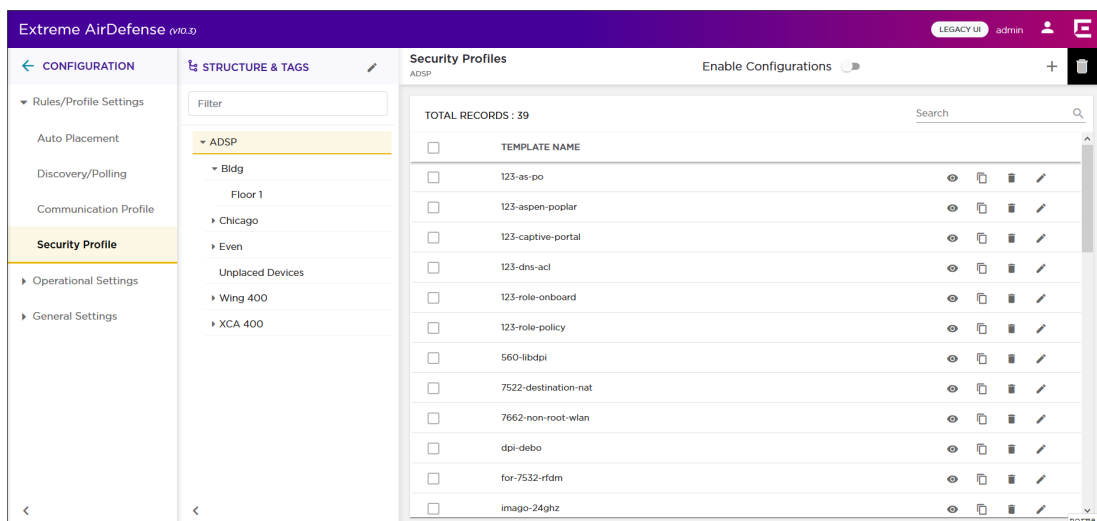 Extreme AirDefense (v10.3)
LEGACY UI
admin
CONFIGURATION
Rules/Profile Settings
Auto Placement
Discovery/Polling
Communication Profile
Security Profile
Operational Settings
General Settings
STRUCTURE & TAGS
Filter
ADSP
Bldg
Floor 1
Chicago
Even
Unplaced Devices
Wing 400
XCA 400
Security Profiles
ADSP
Enable Configurations
TOTAL RECORDS : 39
Search
TEMPLATE NAME
123-as-po
123-aspen-poplar
123-captive-portal
123-dns-acl
123-role-onboard
123-role-policy
560-libdpi
7522-destination-nat
7662-non-root-wlan
dpi-debo
for-7532-rfdm
imago-24ghz